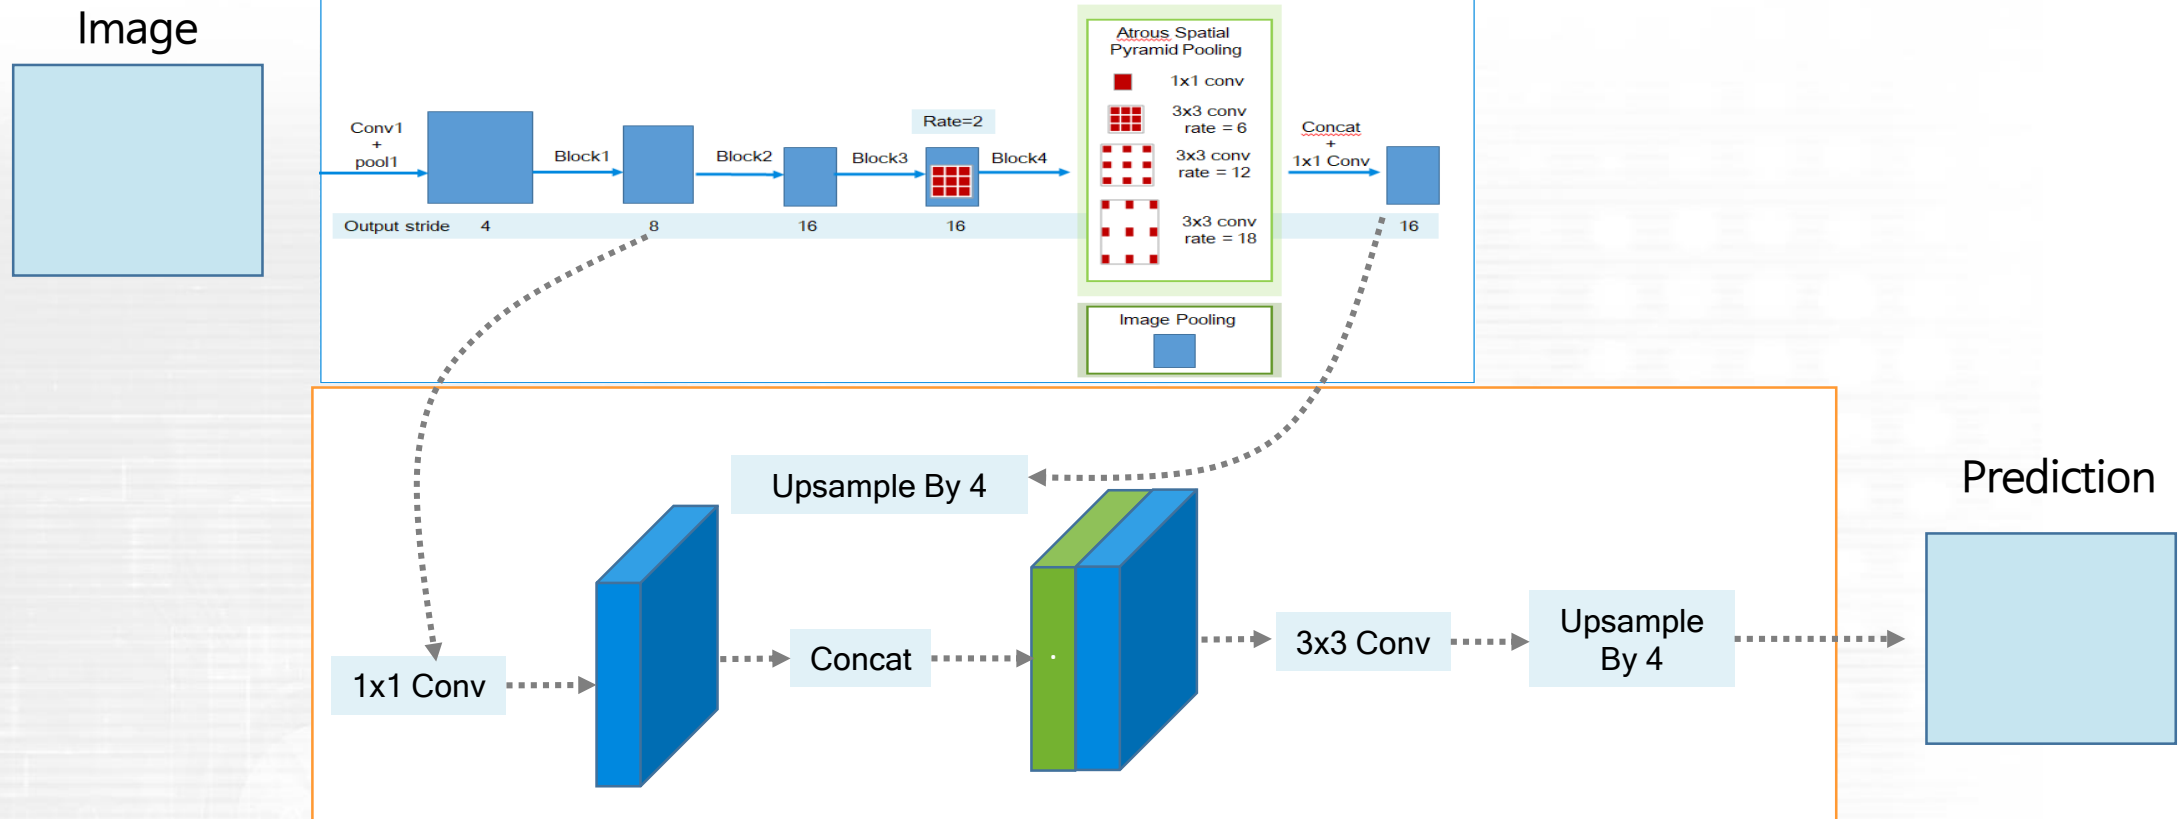 Image
Conv1
+
pool1
Block1
Block2
Block3
Rate=2
Block4
Atrous Spatial
Pyramid Pooling
1x1 conv
3x3 conv
rate = 6
3x3 conv
rate = 12
3x3 conv
rate = 18
Concat
+
1x1 Conv
Output stride 4 8 16 16 16
Image Pooling
Upsample By 4
1x1 Conv
Concat
3x3 Conv
Upsample
By 4
Prediction